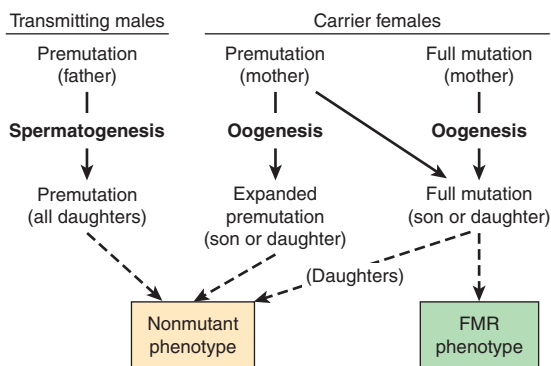 Transmitting males
Carrier females
Premutation
(father)
Premutation
(mother)
Full mutation
(mother)
Spermatogenesis
Oogenesis
Oogenesis
Premutation
(all daughters)
Expanded
premutation
(son or daughter)
Full mutation
(son or daughter)
(Daughters)
Nonmutant
phenotype
FMR
phenotype